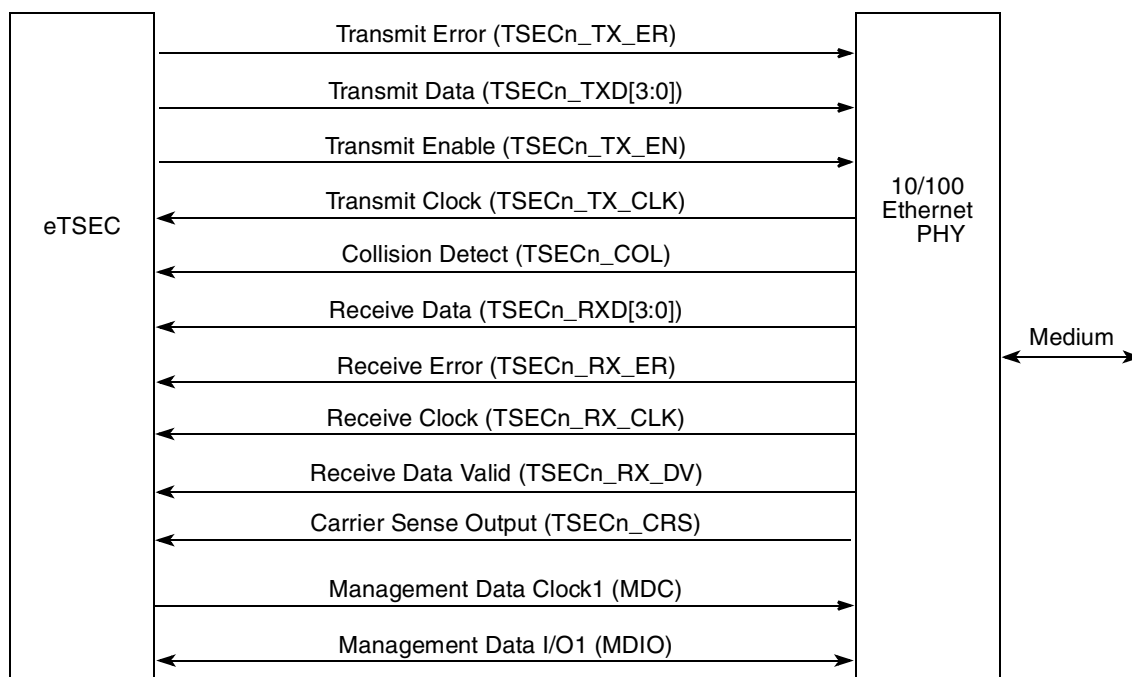 Transmit Error (TSECn_TX_ER)
Transmit Data (TSECn_TXD[3:0])
Transmit Enable (TSECn_TX_EN)
Transmit Clock (TSECn_TX_CLK)
eTSEC
10/100
Ethernet
PHY
Collision Detect (TSECn_COL)
Receive Data (TSECn_RXD[3:0])
Medium
Receive Error (TSECn_RX_ER)
Receive Clock (TSECn_RX_CLK)
Receive Data Valid (TSECn_RX_DV)
Carrier Sense Output (TSECn_CRS)
Management Data Clock1 (MDC)
Management Data I/O1 (MDIO)